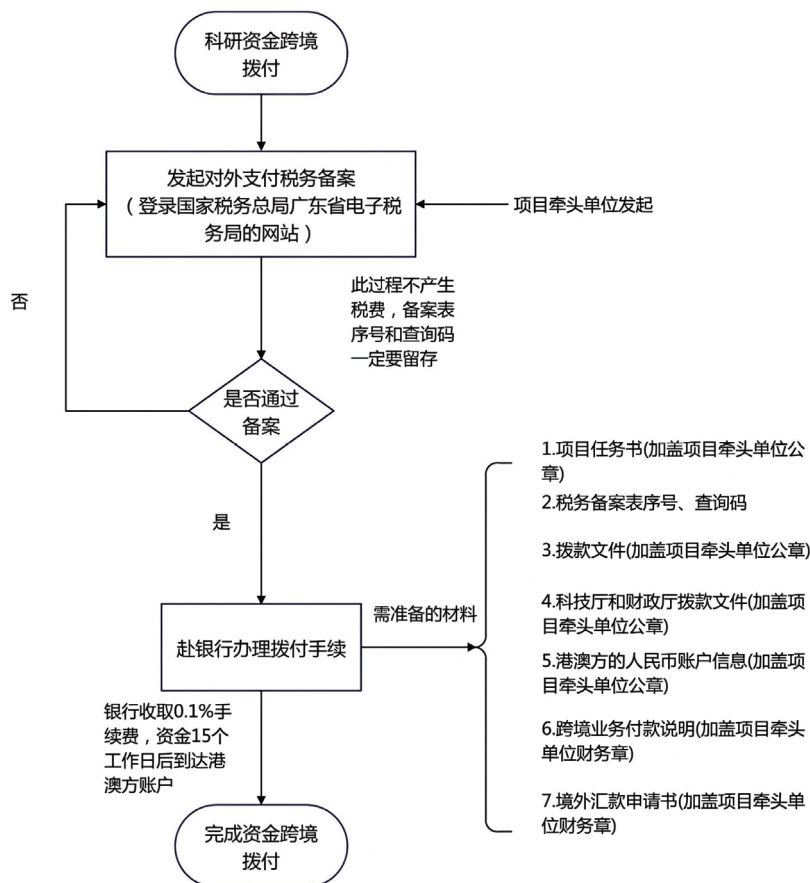 科研资金跨境
拨付
发起对外支付税务备案
（登录国家税务总局广东省电子税
务局的网站）
项目牵头单位发起
否
此过程不产生
税费，备案表
序号和查询码
一定要留存
是否通过
备案
是
赴银行办理拨付手续
需准备的材料
1.项目任务书(加盖项目牵头单位公
章)
2.税务备案表序号、查询码
3.拨款文件(加盖项目牵头单位公章)
4.科技厅和财政厅拨款文件(加盖项
目牵头单位公章)
5.港澳方的人民币账户信息(加盖项
目牵头单位公章)
6.跨境业务付款说明(加盖项目牵头
单位财务章)
7.境外汇款申请书(加盖项目牵头单
位财务章)
银行收取0.1%手
续费，资金15个
工作日后到达港
澳方账户
完成资金跨境
拨付